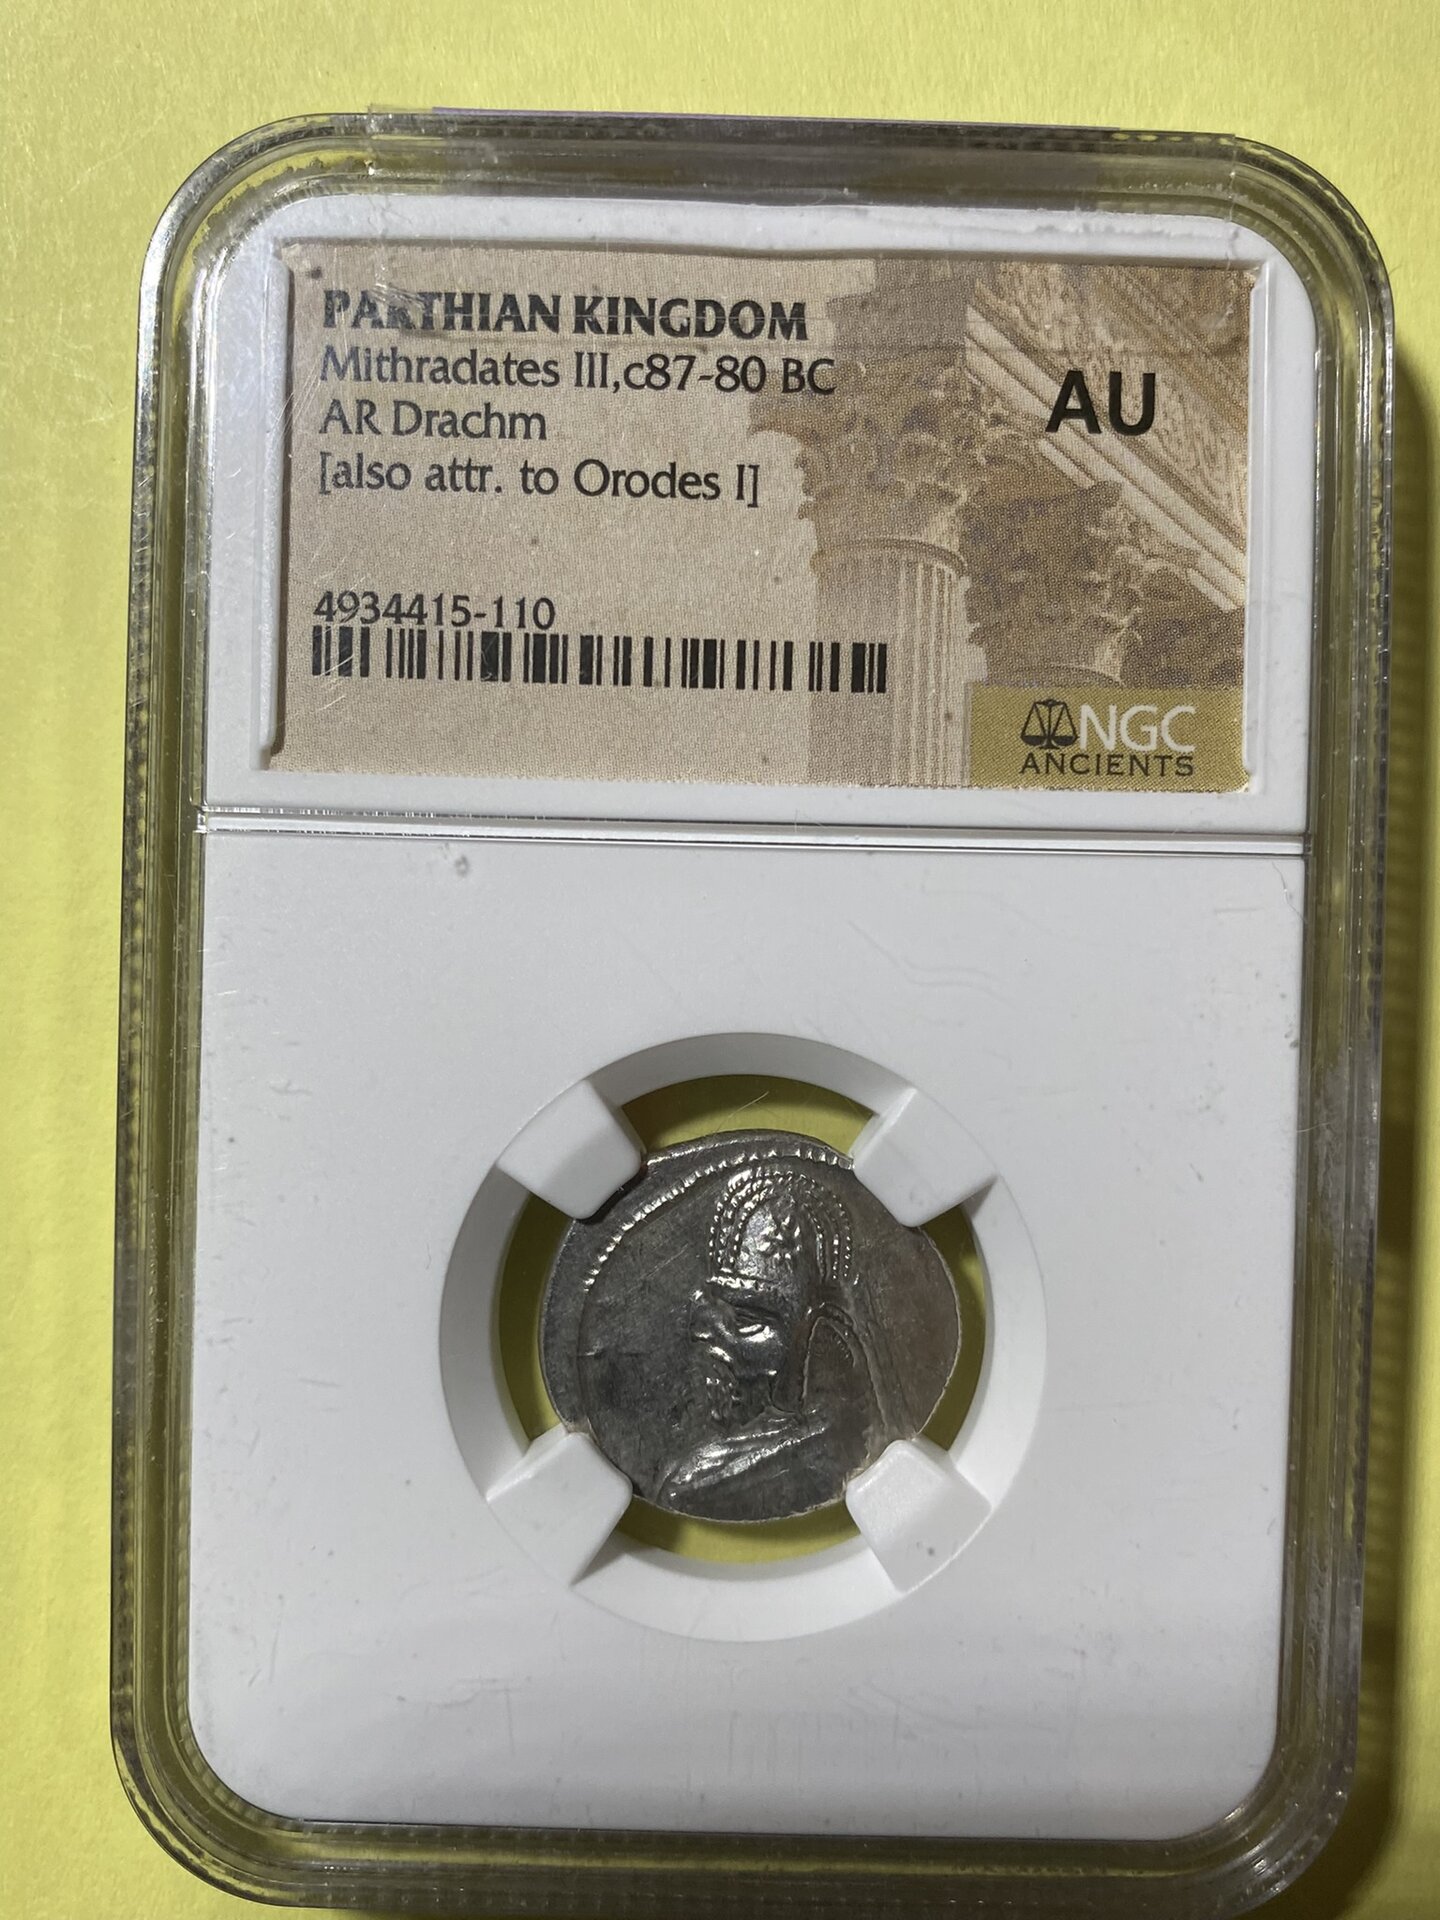 PARTHIAN KINGDOM
Mithradates III,c87-80 BC
AR Drachm
[also attr. to Orodes I]
AU
4934415-110
NGC
ANCIENTS